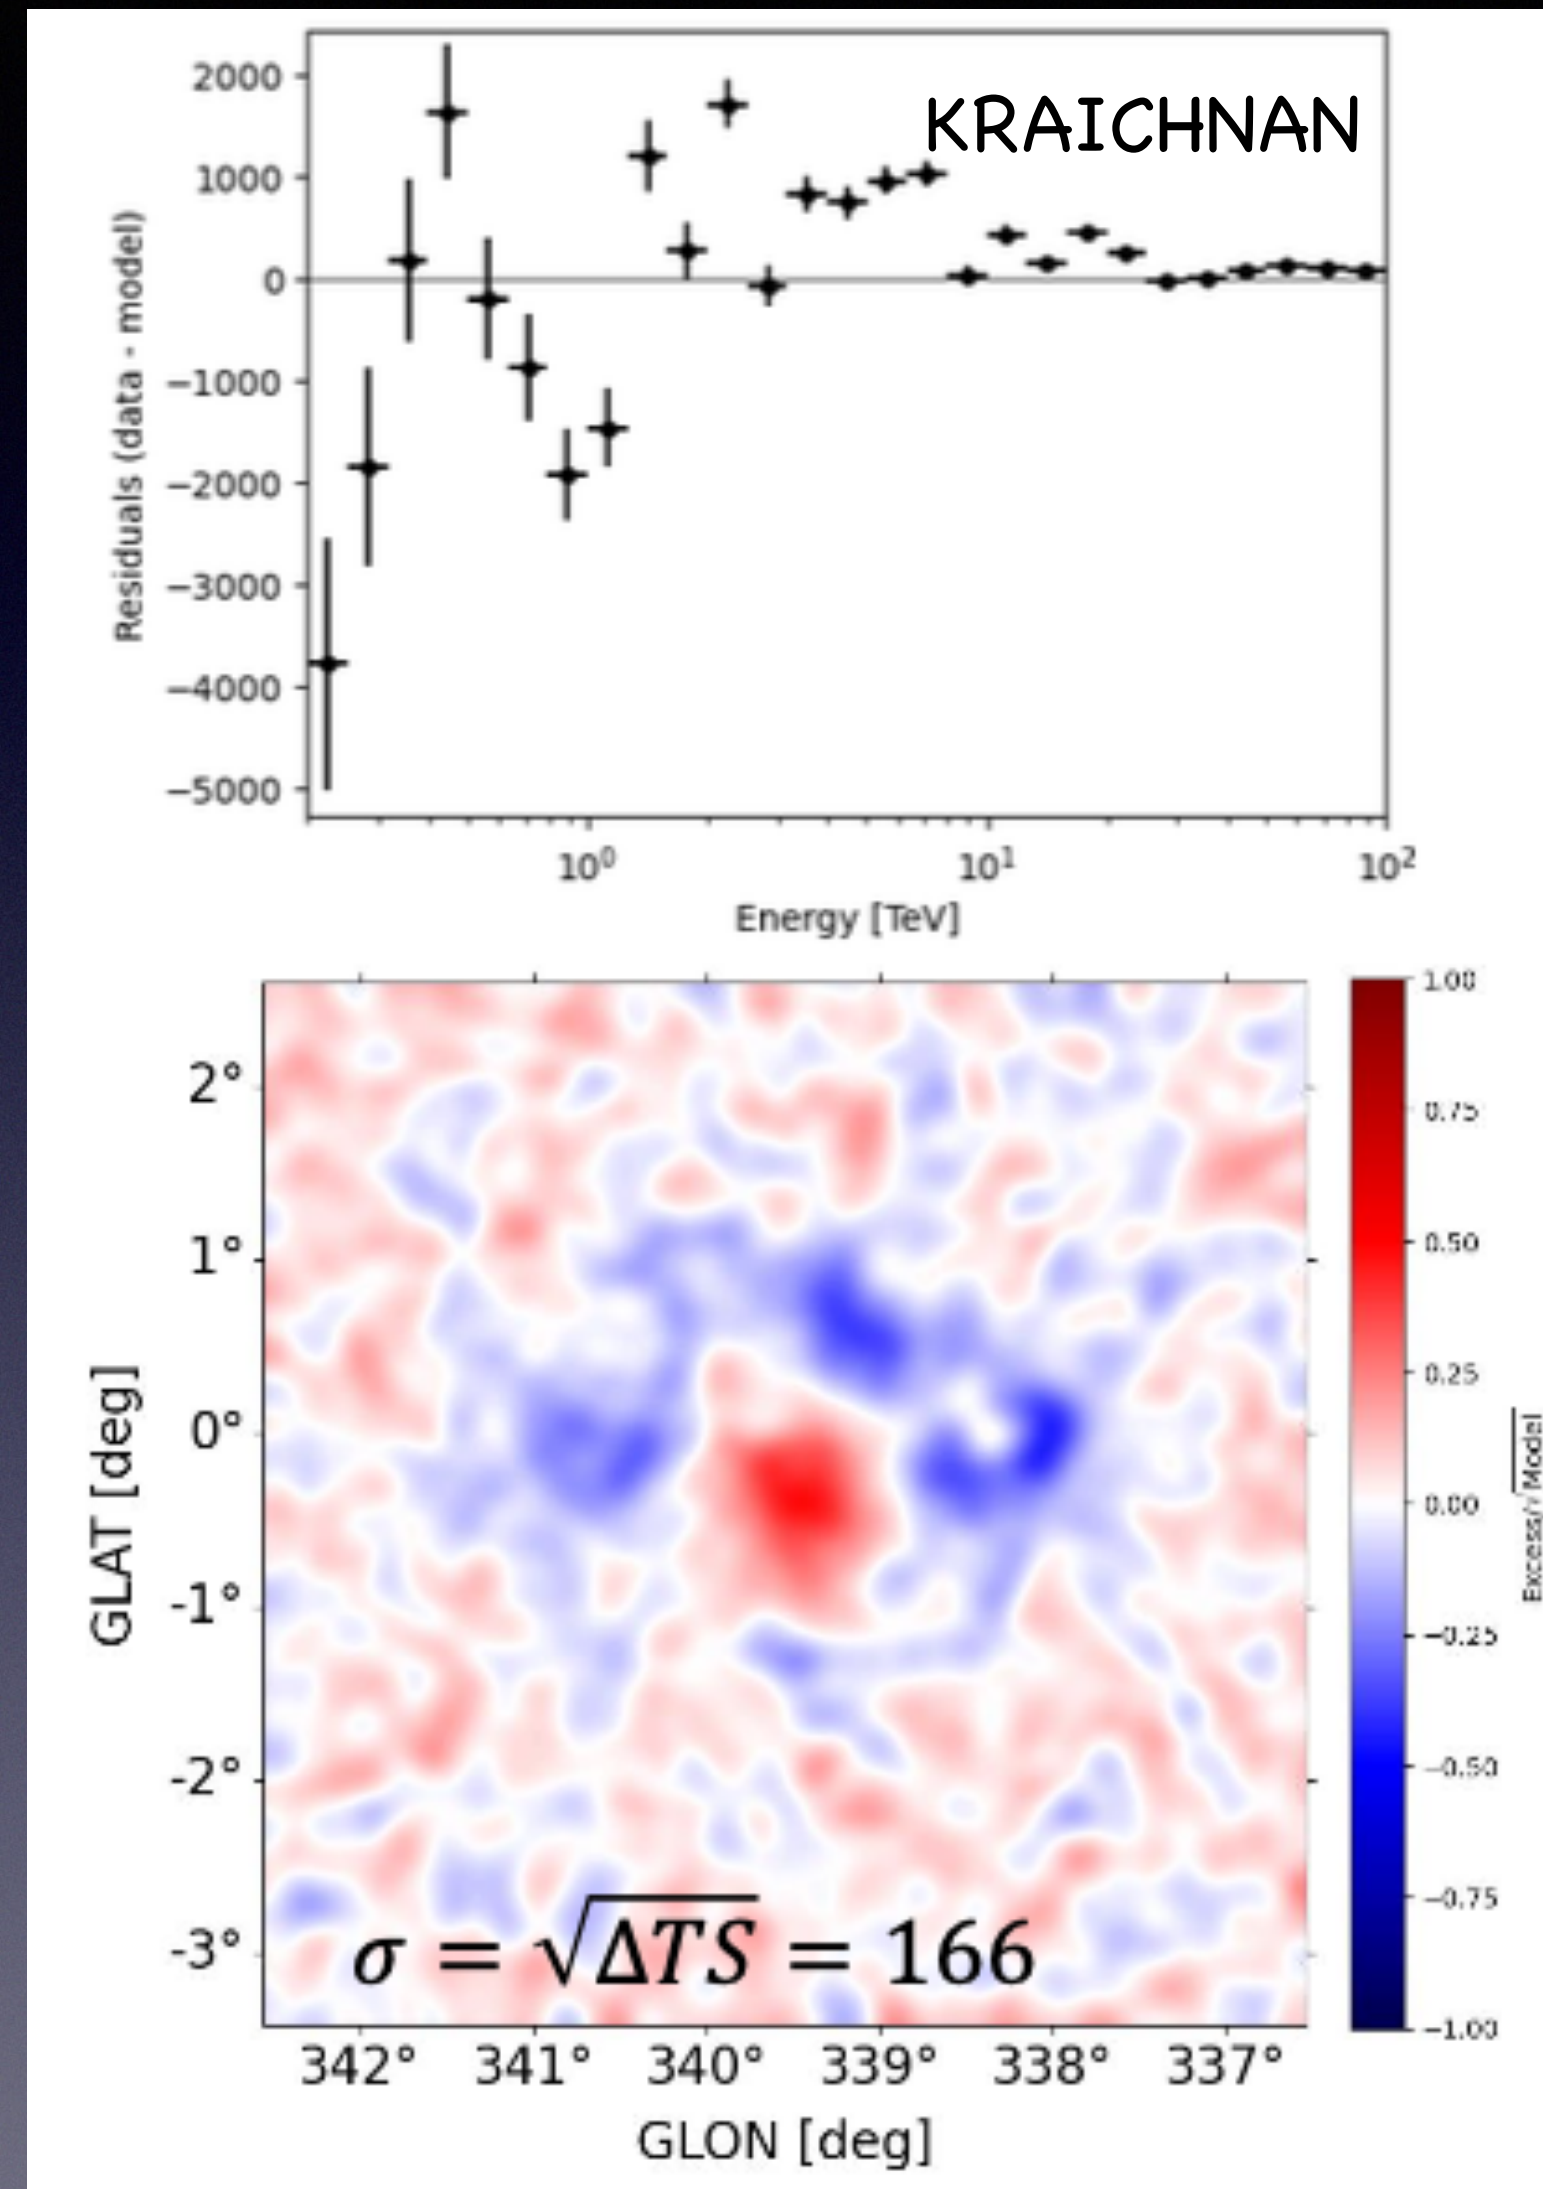 KRAICHNAN
2000
1000
0
−1000
−2000
−3000
−4000
−5000
Residuals (data - model)
10⁰ 10¹ 10²
Energy [TeV]
2°
1°
0°
-1°
-2°
-3°
GLAT [deg]
σ = √ΔTS = 166
342° 341° 340° 339° 338° 337°
GLON [deg]
1.00
0.75
0.50
0.25
0.00
−0.25
−0.50
−0.75
−1.00
Excess/√Model